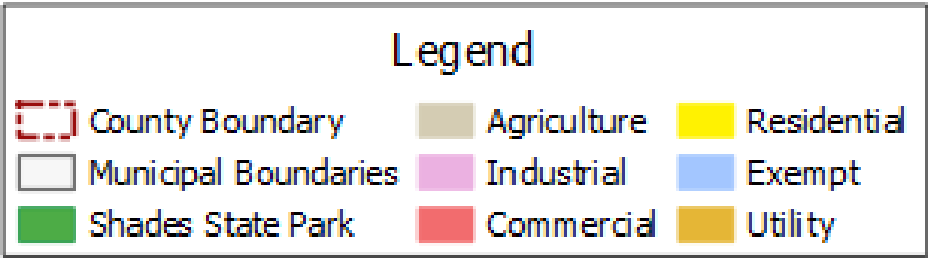 Legend
County Boundary
Agriculture
Residential
Municipal Boundaries
Industrial
Exempt
Shades State Park
Commercial
Utility